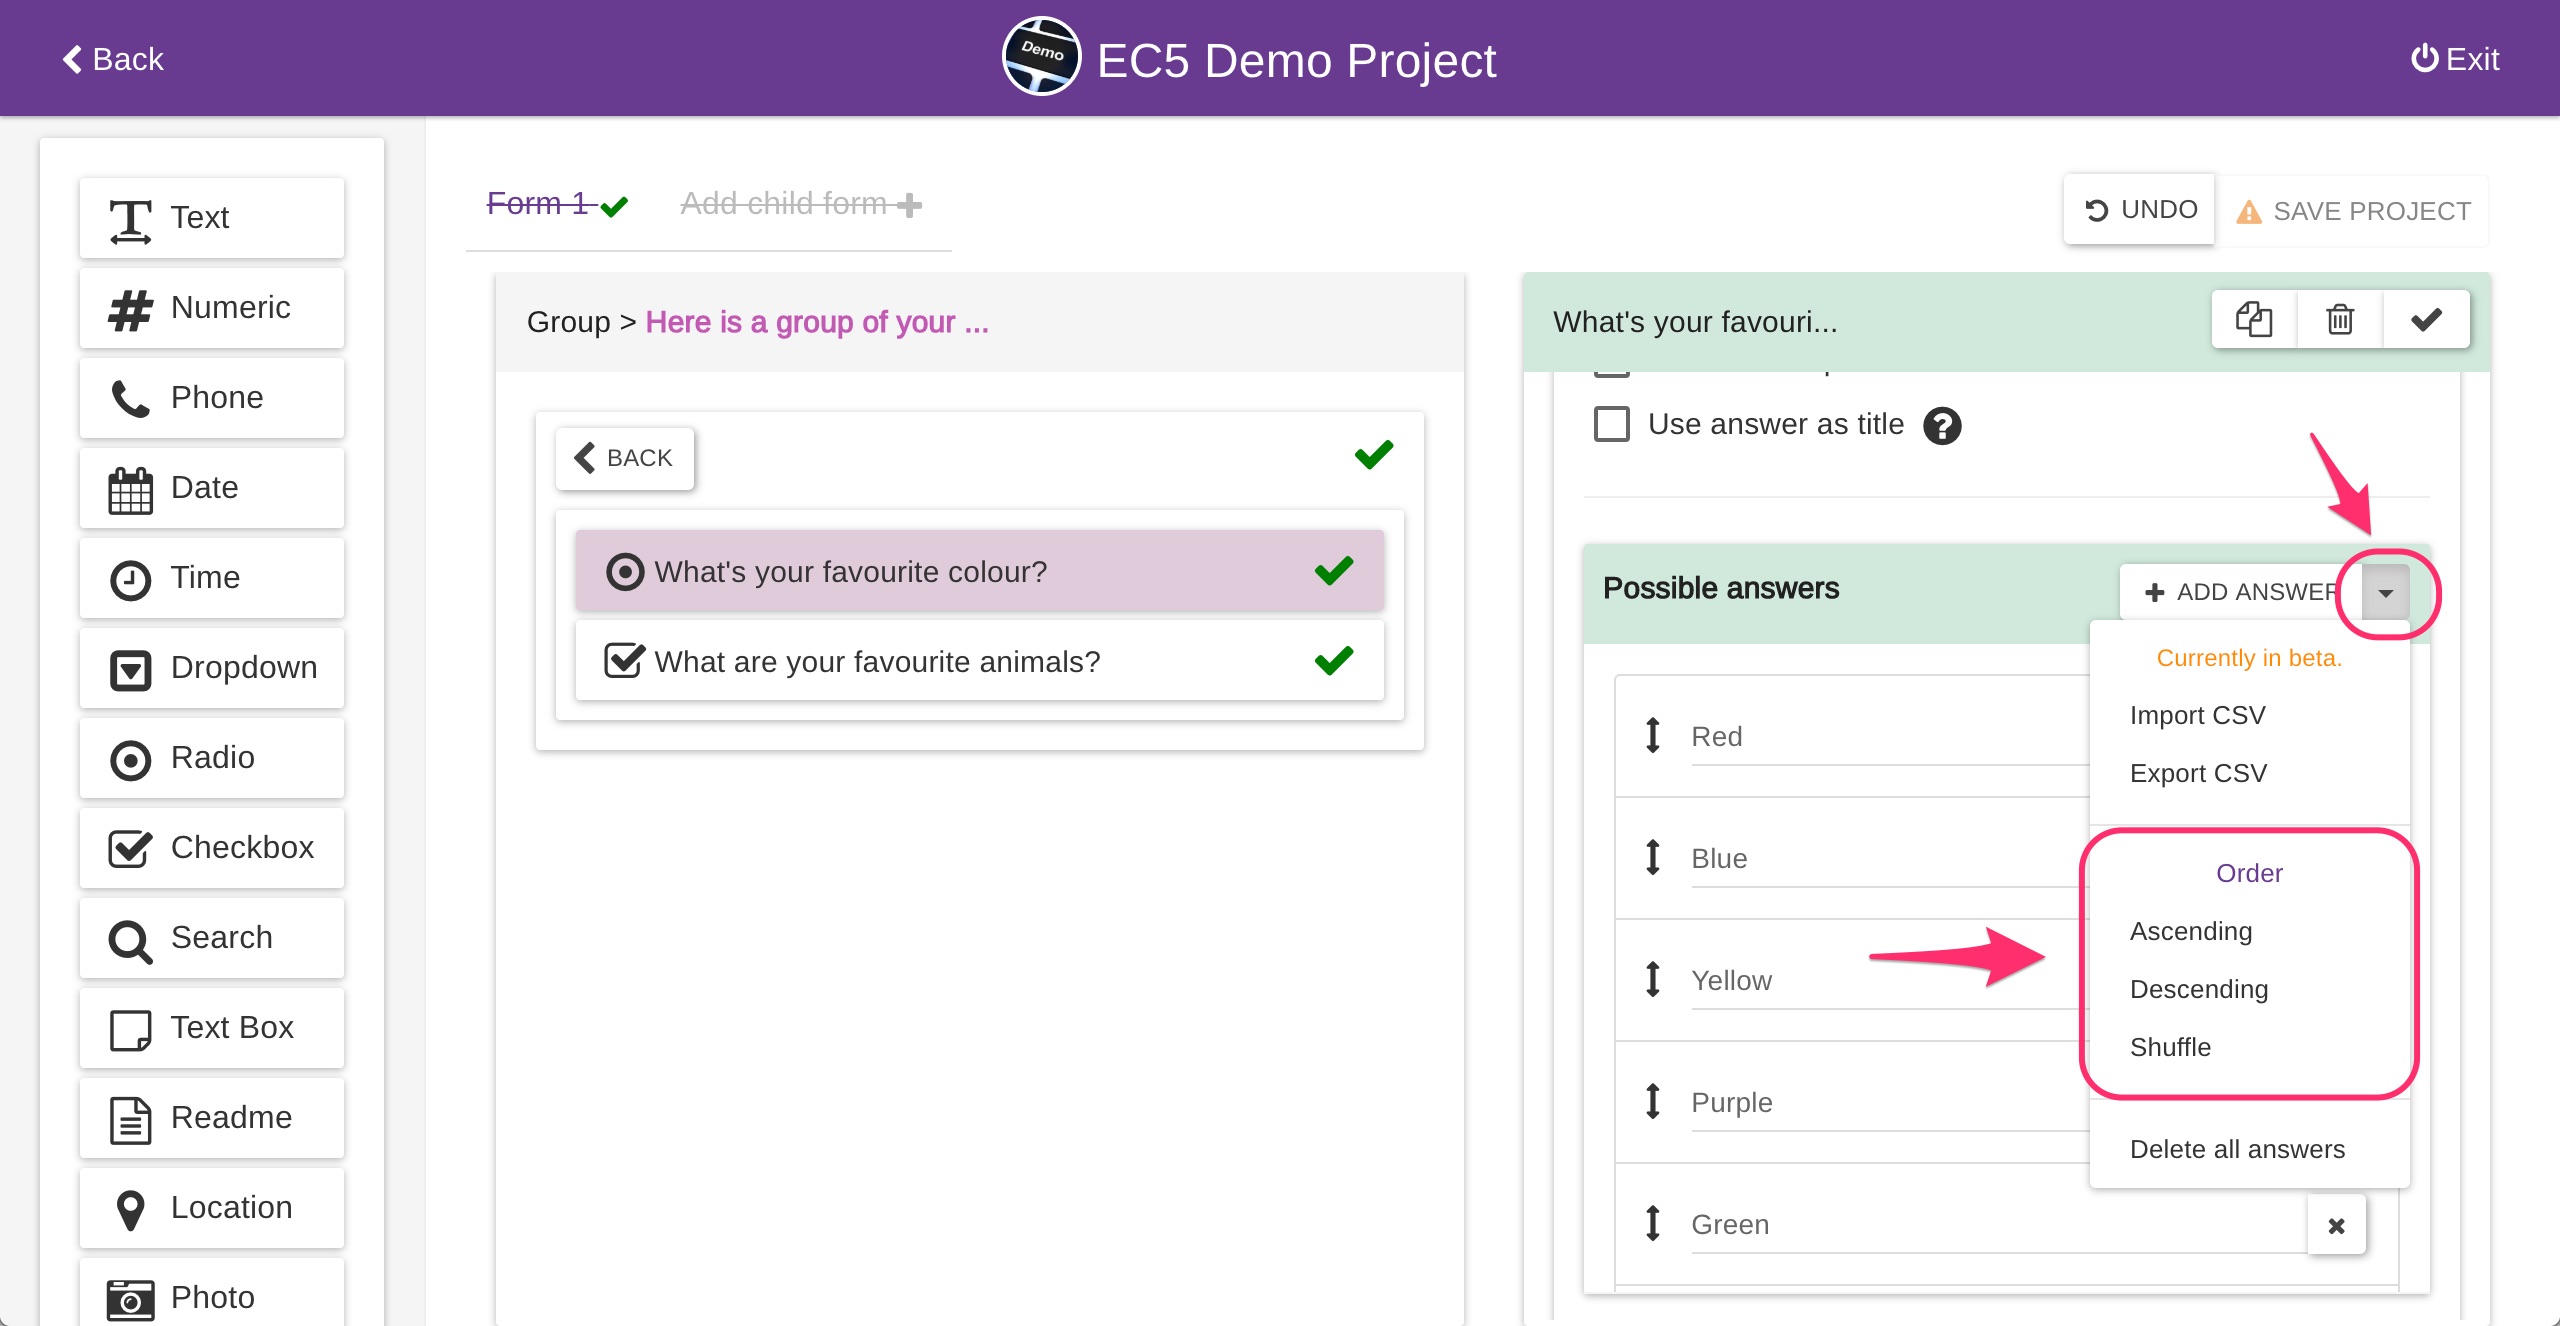 Back
Demo
EC5 Demo Project
Exit
Text
Numeric
Phone
Date
Time
Dropdown
Radio
Checkbox
Search
Text Box
Readme
Location
Photo
Form 1
Add child form
UNDO
SAVE PROJECT
Group > Here is a group of your ...
BACK
What's your favourite colour?
What are your favourite animals?
What's your favouri...
Use answer as title
Possible answers
ADD ANSWER
Currently in beta.
Import CSV
Export CSV
Order
Ascending
Descending
Shuffle
Delete all answers
Red
Blue
Yellow
Purple
Green